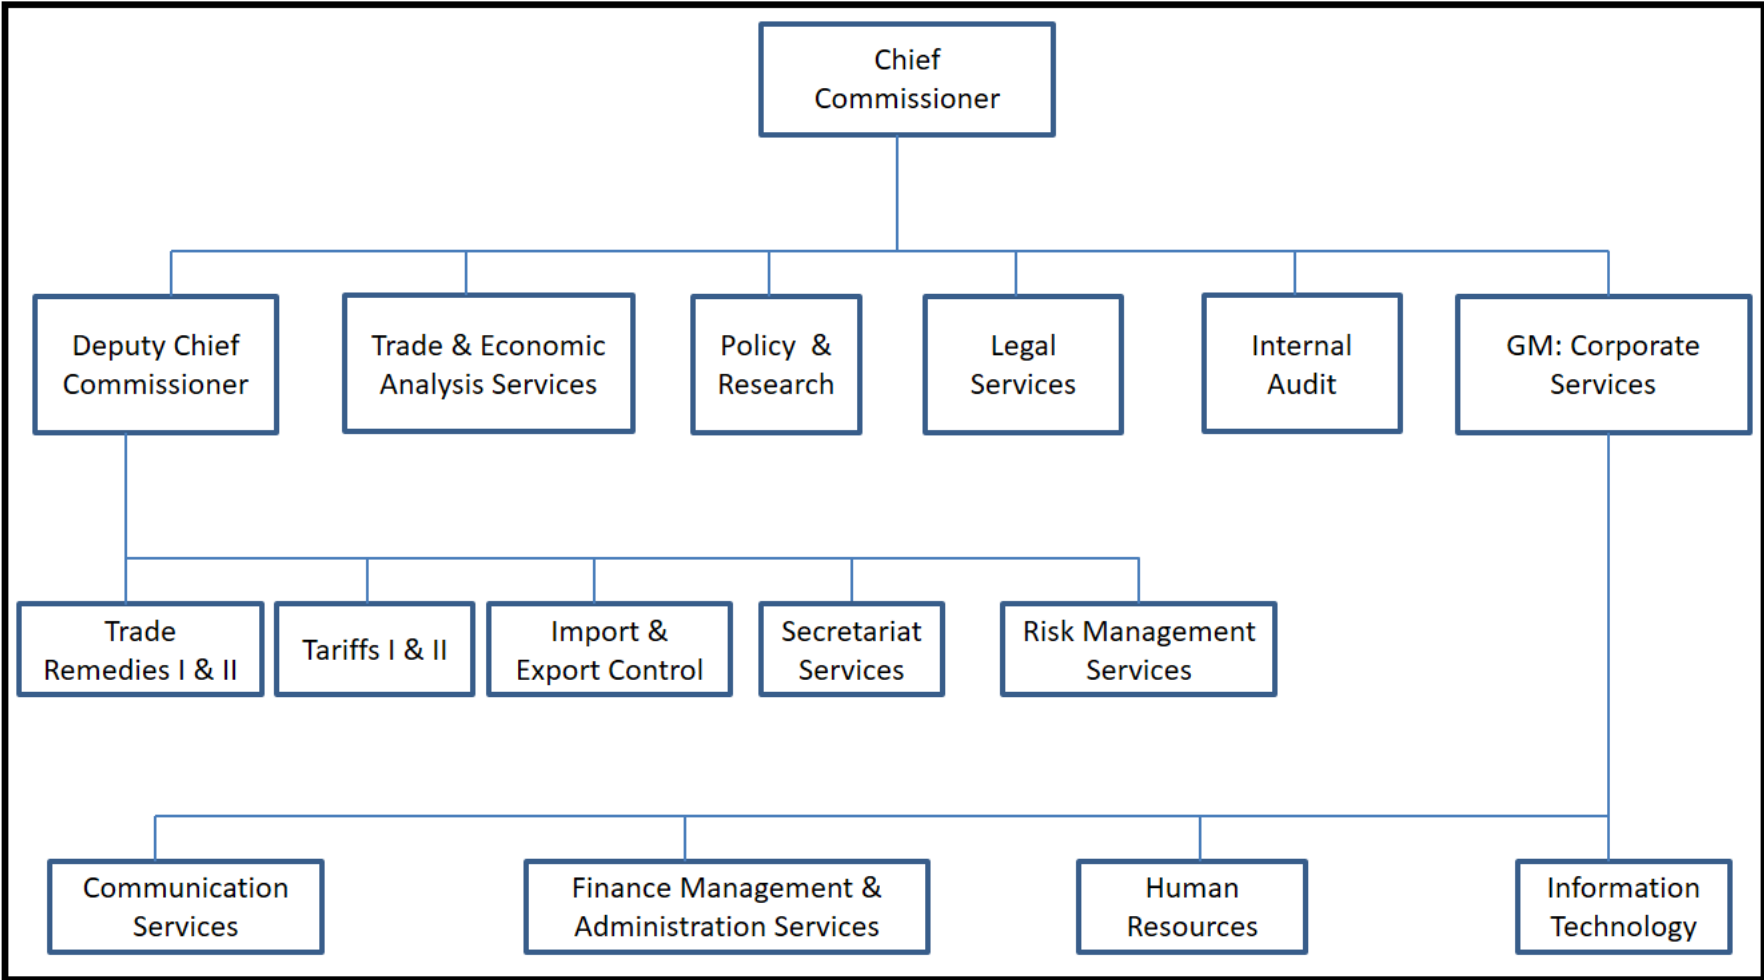 Chief
Commissioner
Deputy Chief
Commissioner
Trade & Economic
Analysis Services
Policy & 
Research
Legal
Services
Internal
Audit
GM: Corporate
Services
Trade
Remedies I & II
Tariffs I & II
Import &
Export Control
Secretariat
Services
Risk Management
Services
Communication
Services
Finance Management &
Administration Services
Human
Resources
Information
Technology